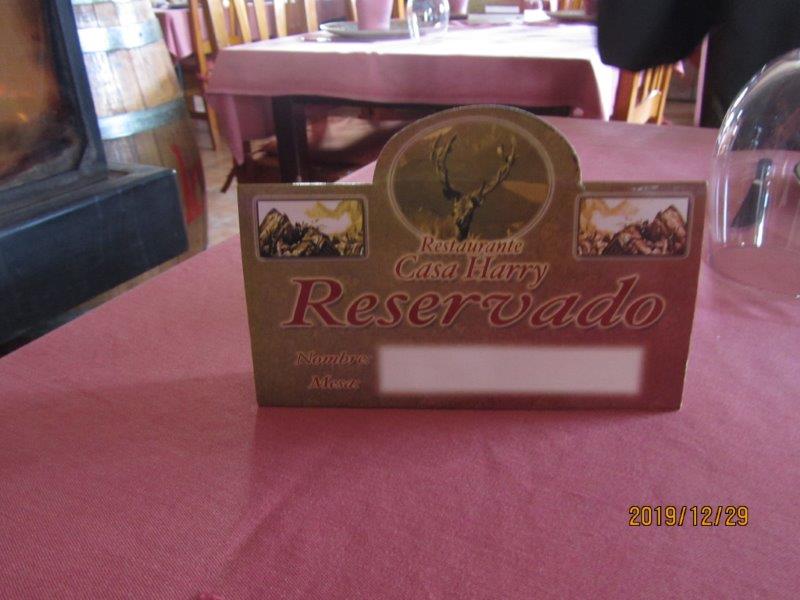 Restaurante
Casa Harry
Reservado
Nombre:
Mesa:
2019/12/29